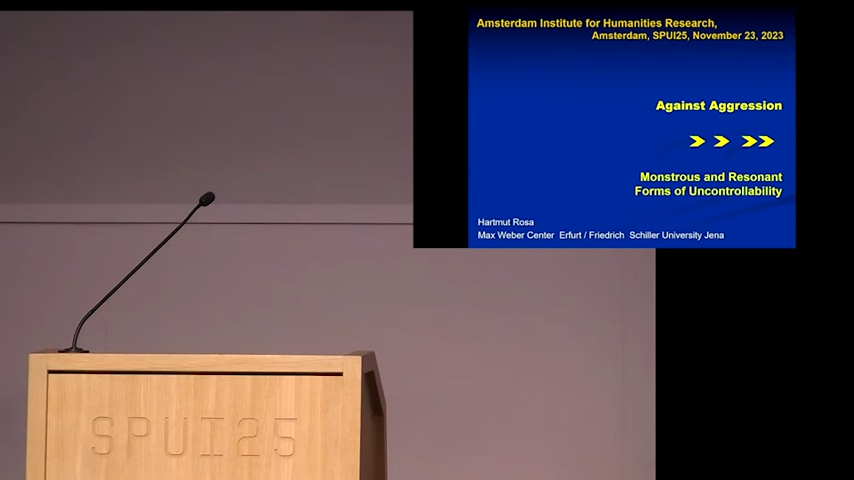 Amsterdam Institute for Humanities Research,
Amsterdam, SPUI25, November 23, 2023
Against Aggression
Monstrous and Resonant
Forms of Uncontrollability
Hartmut Rosa
Max Weber Center Erfurt / Friedrich Schiller University Jena
SPUI25